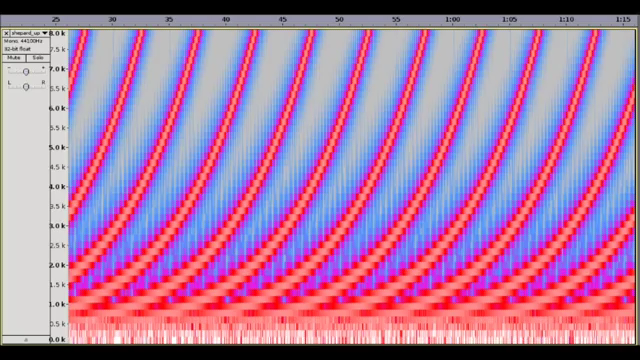 25 30 35 40 45 50 55 1:00 1:05 1:10 1:15
x shepard_up ▼
Mono, 44100Hz
32-bit float
Mute Solo
- +
L R
8.0 k
7.5 k
7.0 k
6.5 k
6.0 k
5.5 k
5.0 k
4.5 k
4.0 k
3.5 k
3.0 k
2.5 k
2.0 k
1.5 k
1.0 k
0.5 k
0.0 k